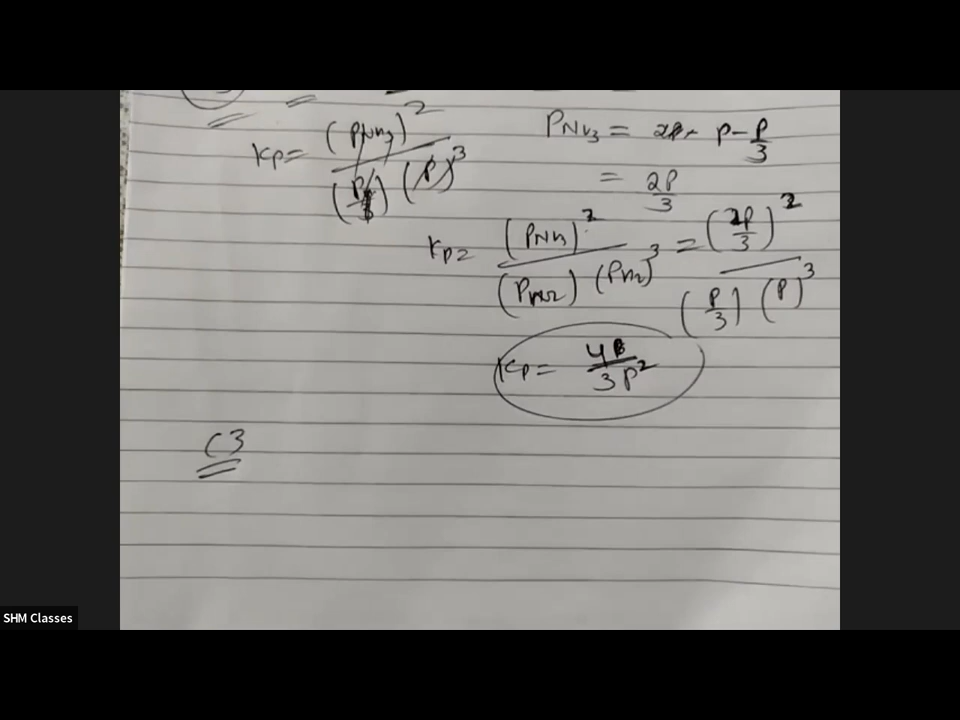 Kp = (PNH3)^2 / (P/3) (P)^3
PNH3 = 2P - P - P/3
= 2P/3
Kp = (PNH3)^2 / (PN2) (PH2)^3 = (2P/3)^2 / (P/3) (P)^3
Kp = 4P / 3P^2
C3
SHM Classes